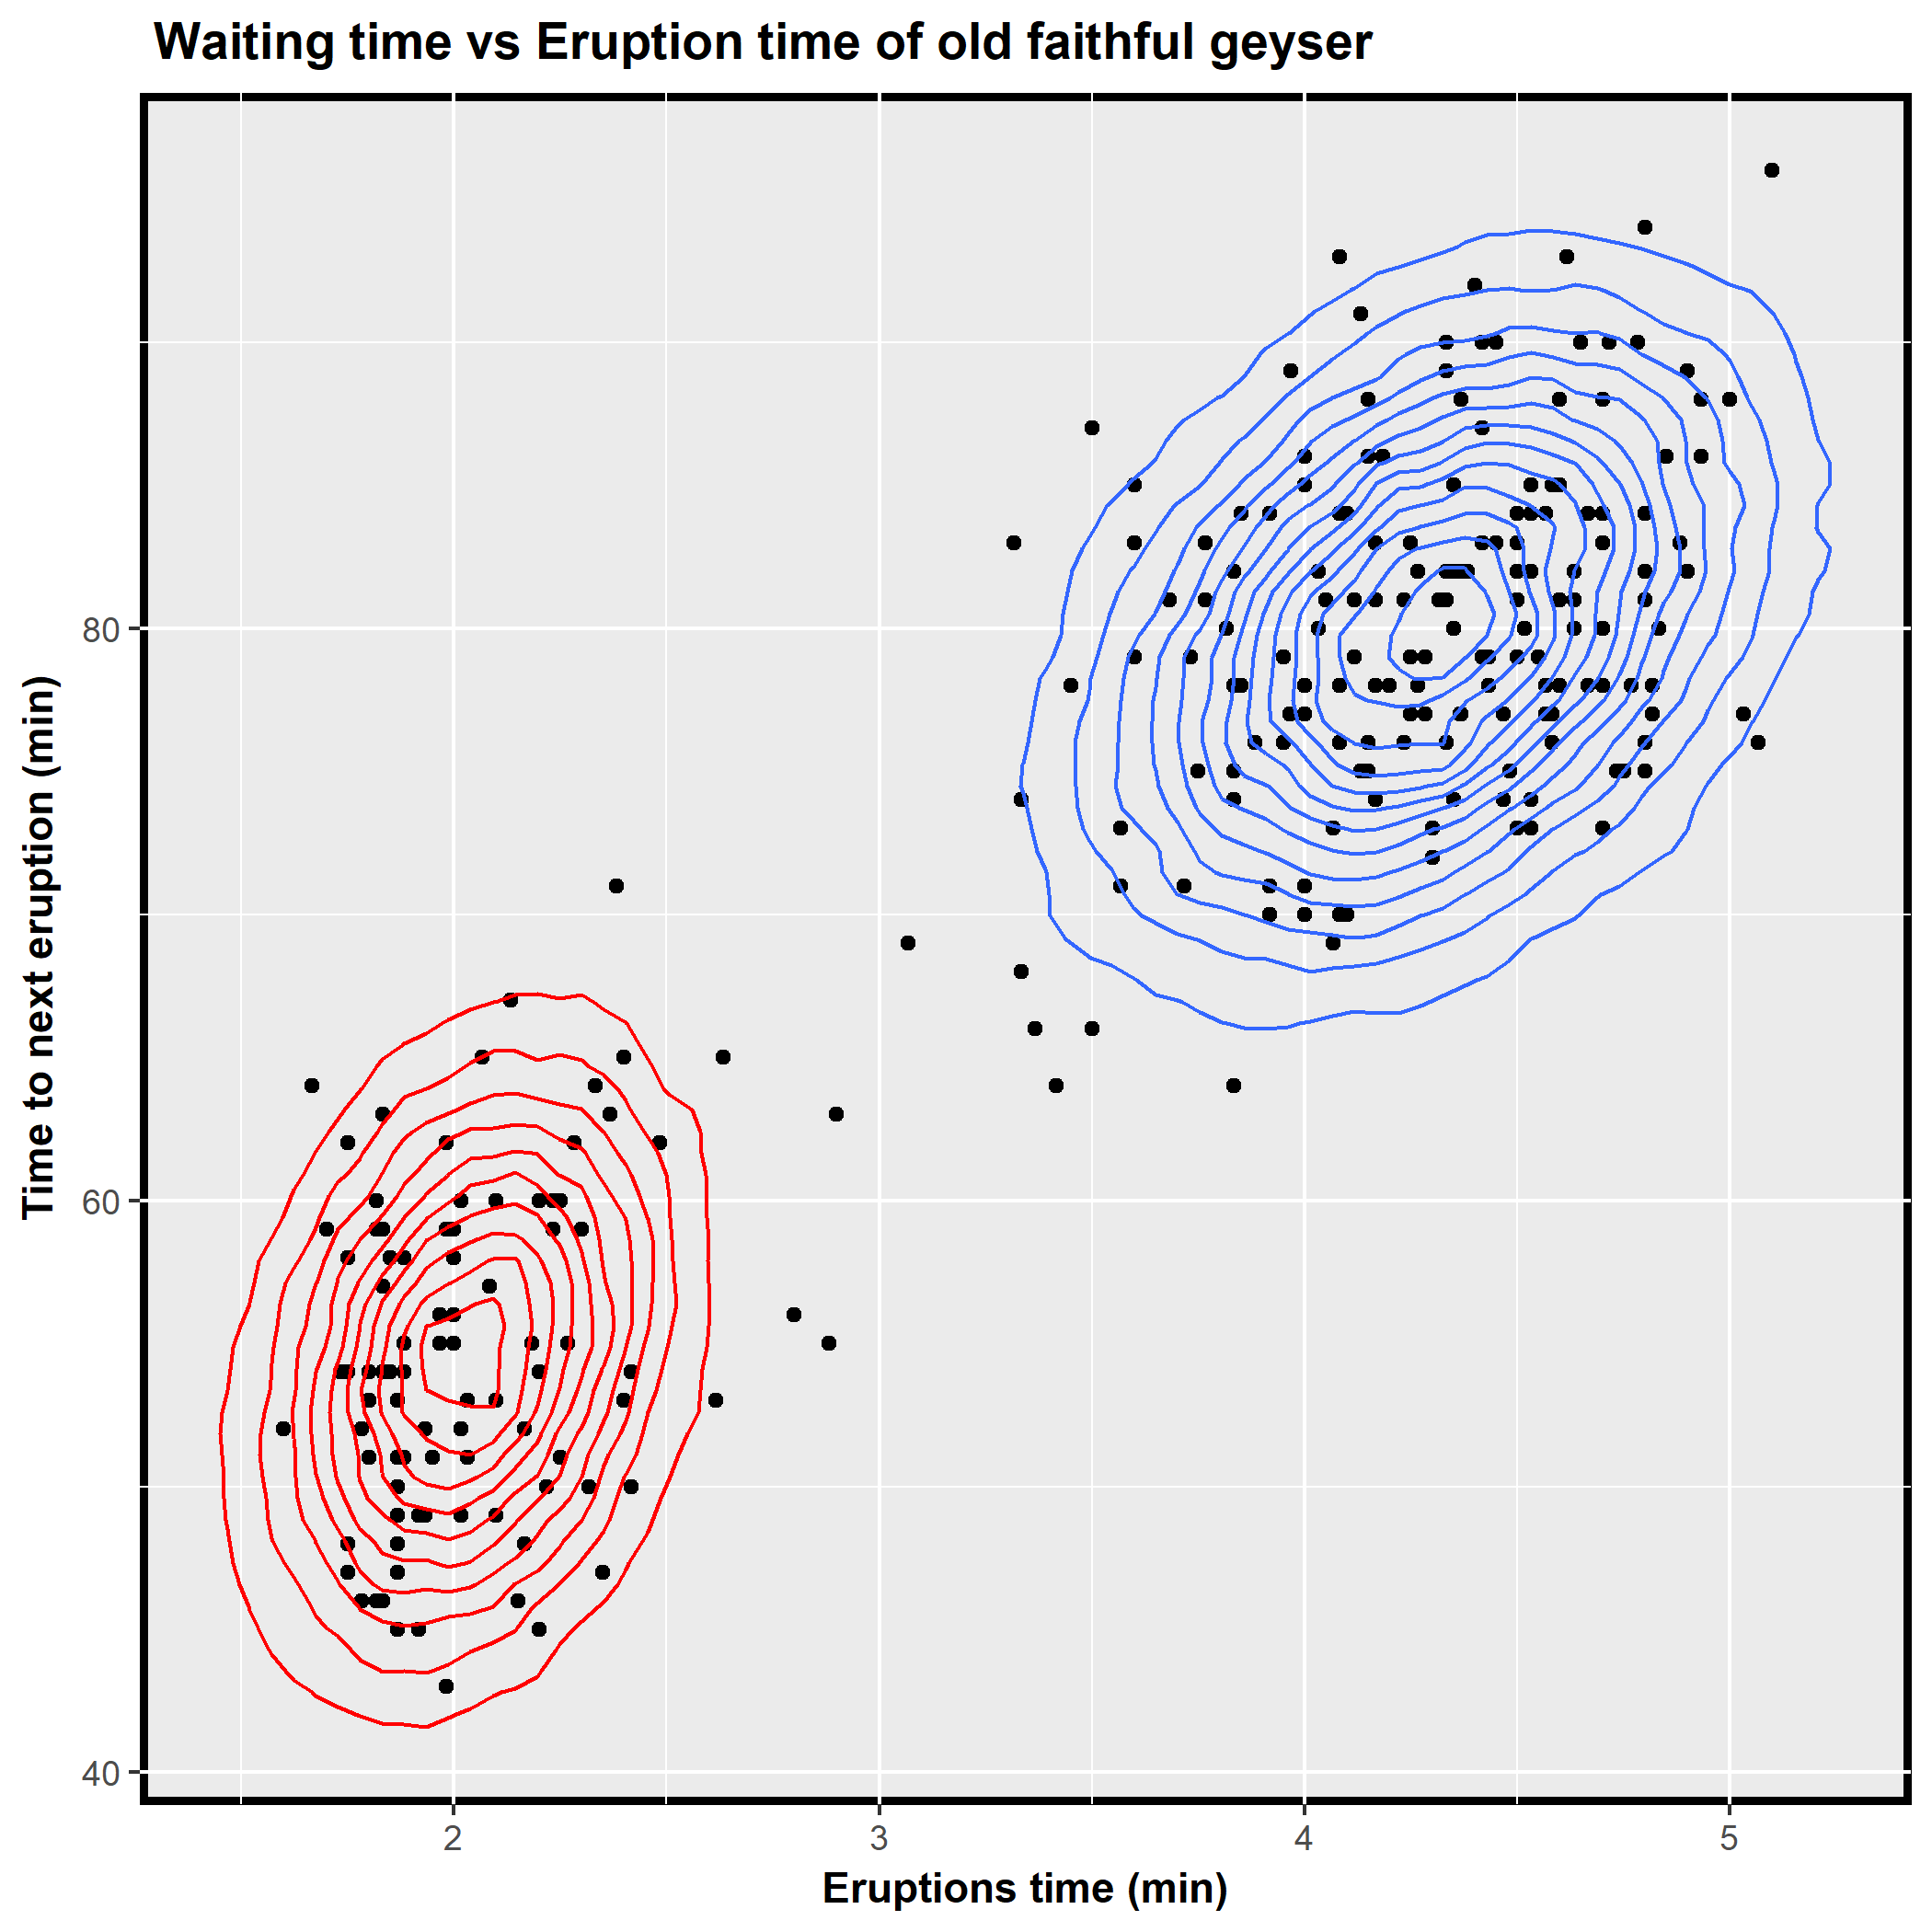 Waiting time vs Eruption time of old faithful geyser
Time to next eruption (min)
80
60
40
2 3 4 5
Eruptions time (min)